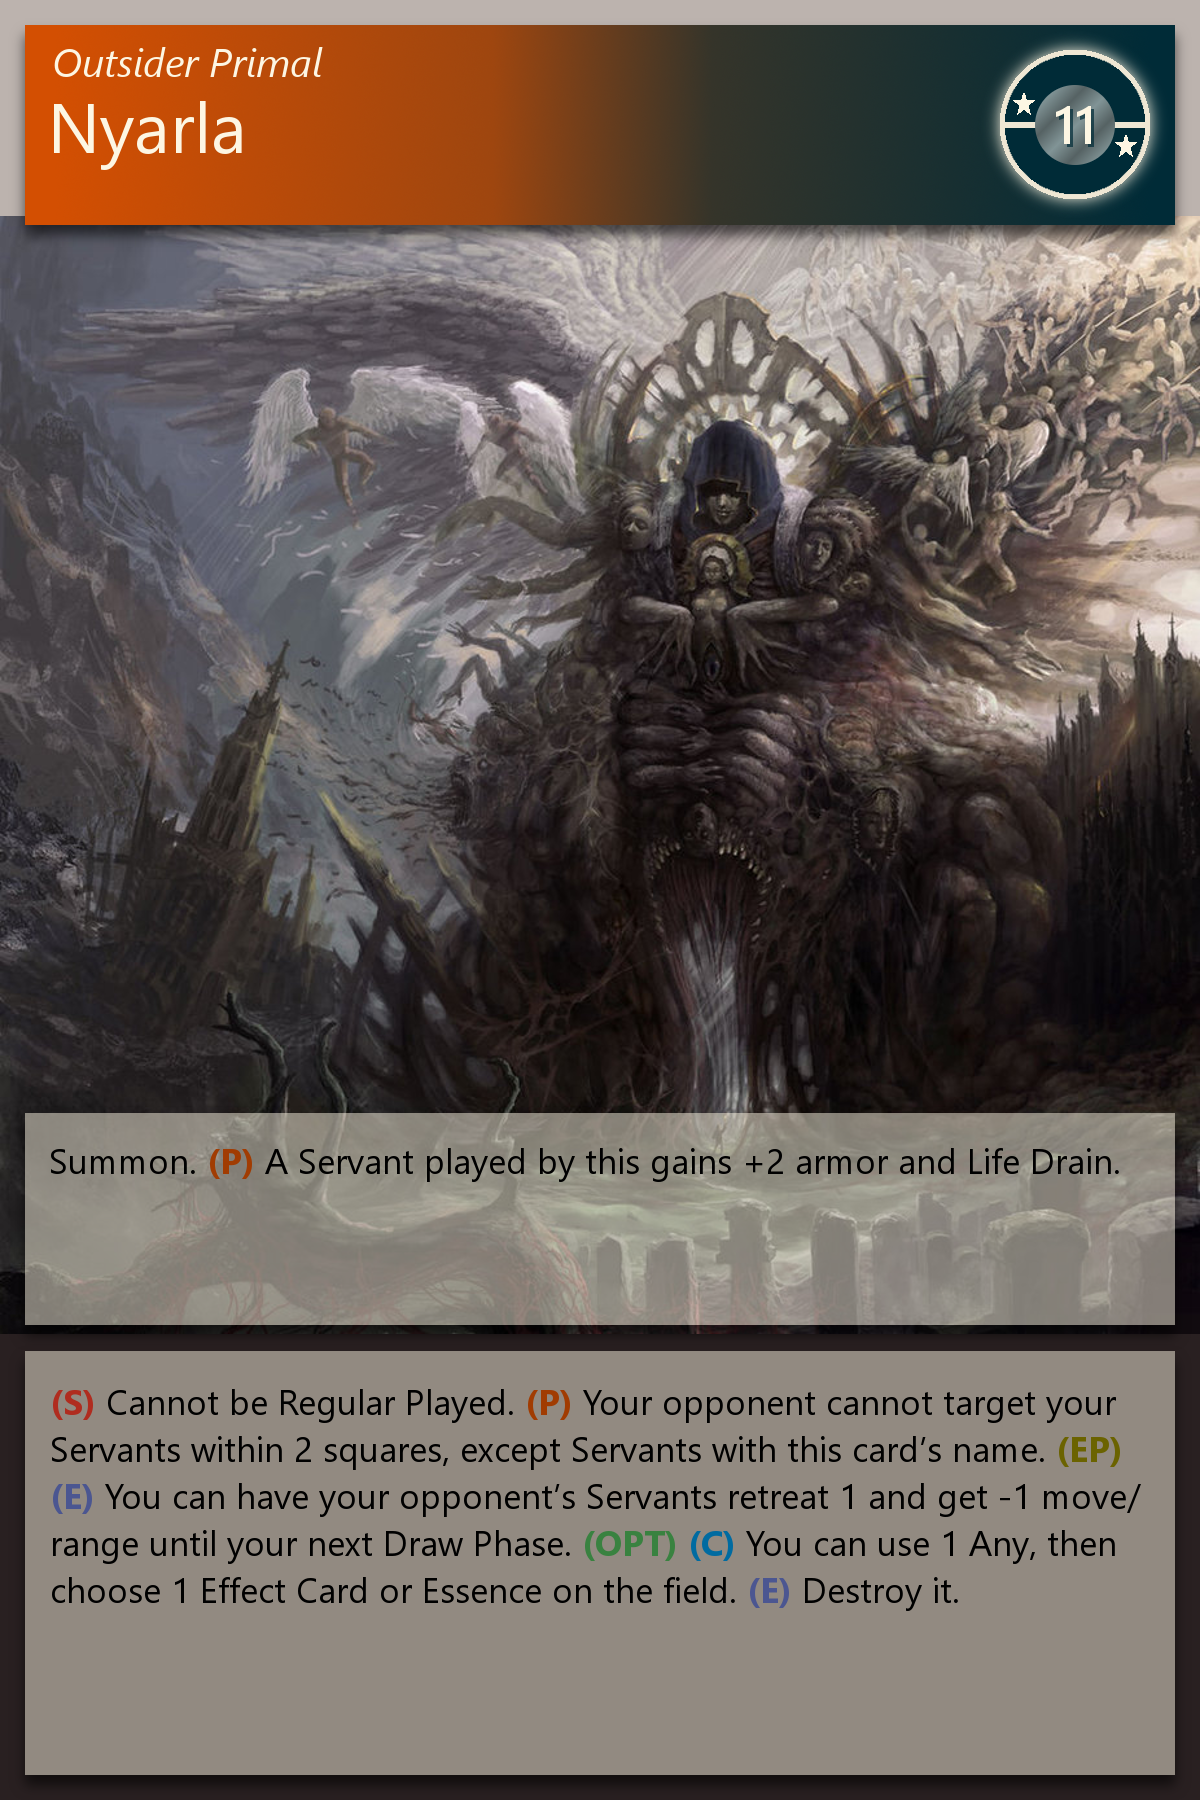 Outsider Primal
Nyarla
11
Summon. (P) A Servant played by this gains +2 armor and Life Drain.
(S) Cannot be Regular Played. (P) Your opponent cannot target your
Servants within 2 squares, except Servants with this card’s name. (EP)
(E) You can have your opponent’s Servants retreat 1 and get -1 move/
range until your next Draw Phase. (OPT) (C) You can use 1 Any, then
choose 1 Effect Card or Essence on the field. (E) Destroy it.